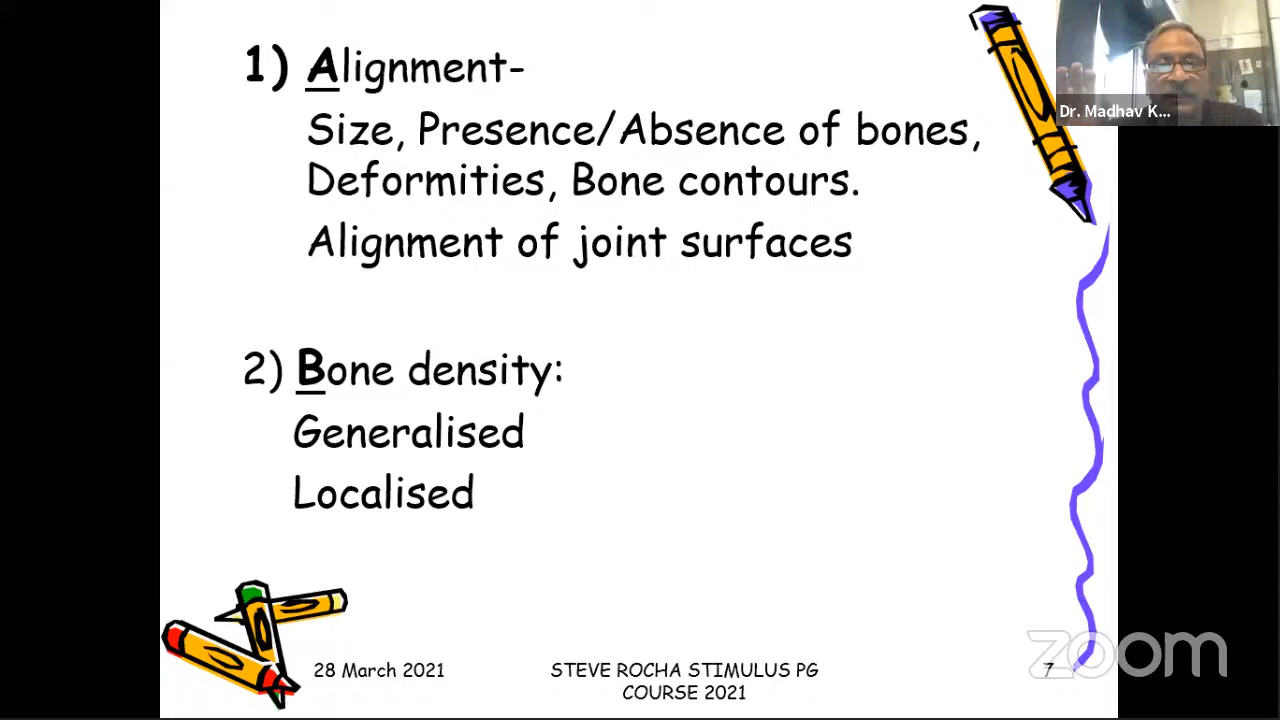 1) Alignment-
Size, Presence/Absence of bones,
Deformities, Bone contours.
Alignment of joint surfaces
2) Bone density:
Generalised
Localised
28 March 2021
STEVE ROCHA STIMULUS PG
COURSE 2021
7
Dr. Madhav K...
zoom